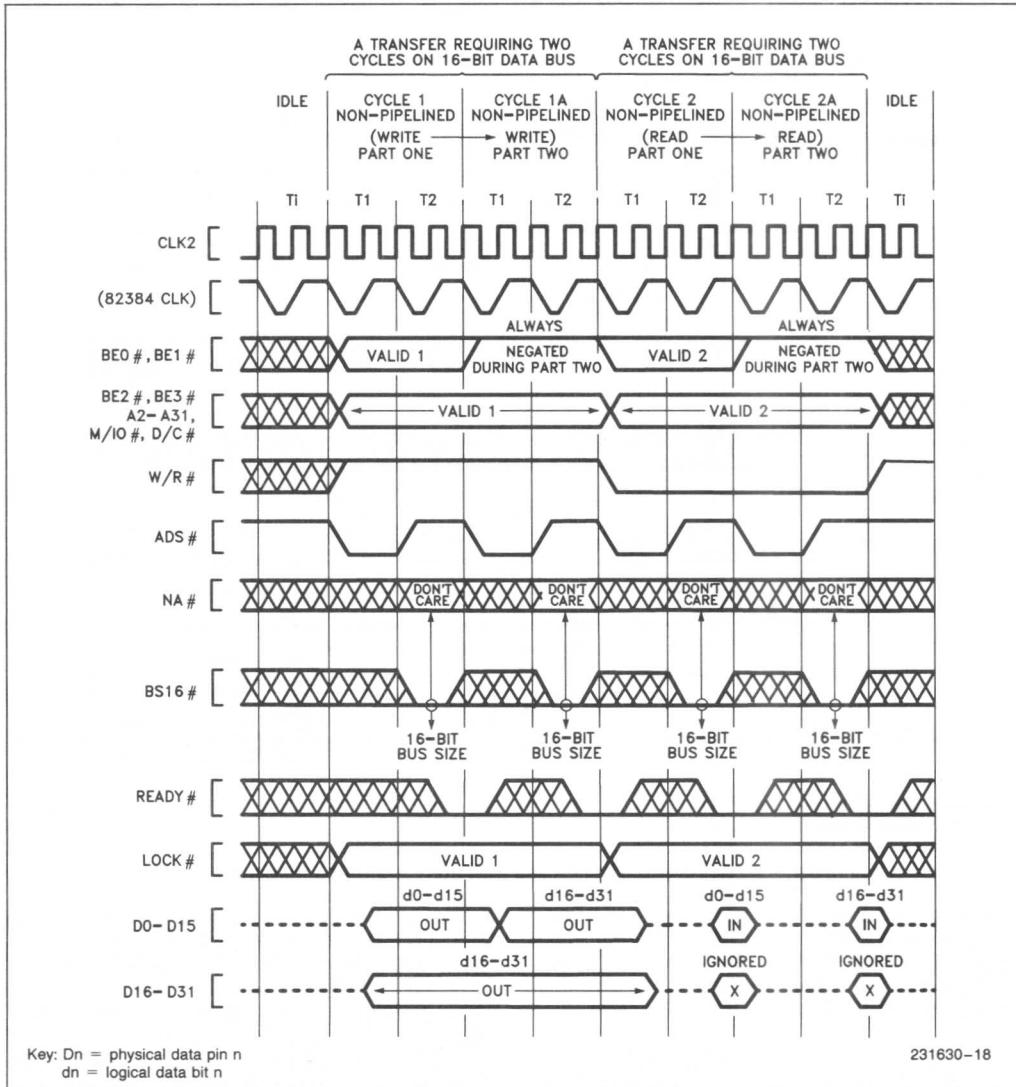 A TRANSFER REQUIRING TWO CYCLES ON 16-BIT DATA BUS
A TRANSFER REQUIRING TWO CYCLES ON 16-BIT DATA BUS
IDLE
CYCLE 1 NON-PIPELINED (WRITE PART ONE
CYCLE 1A NON-PIPELINED WRITE) PART TWO
CYCLE 2 NON-PIPELINED (READ PART ONE
CYCLE 2A NON-PIPELINED READ) PART TWO
IDLE
Ti T1 T2 T1 T2 T1 T2 T1 T2 Ti
CLK2
(82384 CLK)
BE0#, BE1# VALID 1 ALWAYS NEGATED DURING PART TWO VALID 2 ALWAYS NEGATED DURING PART TWO
BE2#, BE3#
A2-A31,
M/IO#, D/C#
VALID 1 VALID 2
W/R#
ADS#
NA# DON'T CARE DON'T CARE DON'T CARE DON'T CARE
BS16#
16-BIT BUS SIZE 16-BIT BUS SIZE 16-BIT BUS SIZE 16-BIT BUS SIZE
READY#
LOCK# VALID 1 VALID 2
d0-d15 d16-d31 d0-d15 d16-d31
D0-D15 OUT OUT IN IN
d16-d31 IGNORED IGNORED
D16-D31 OUT X X
Key: Dn = physical data pin n
dn = logical data bit n
231630-18